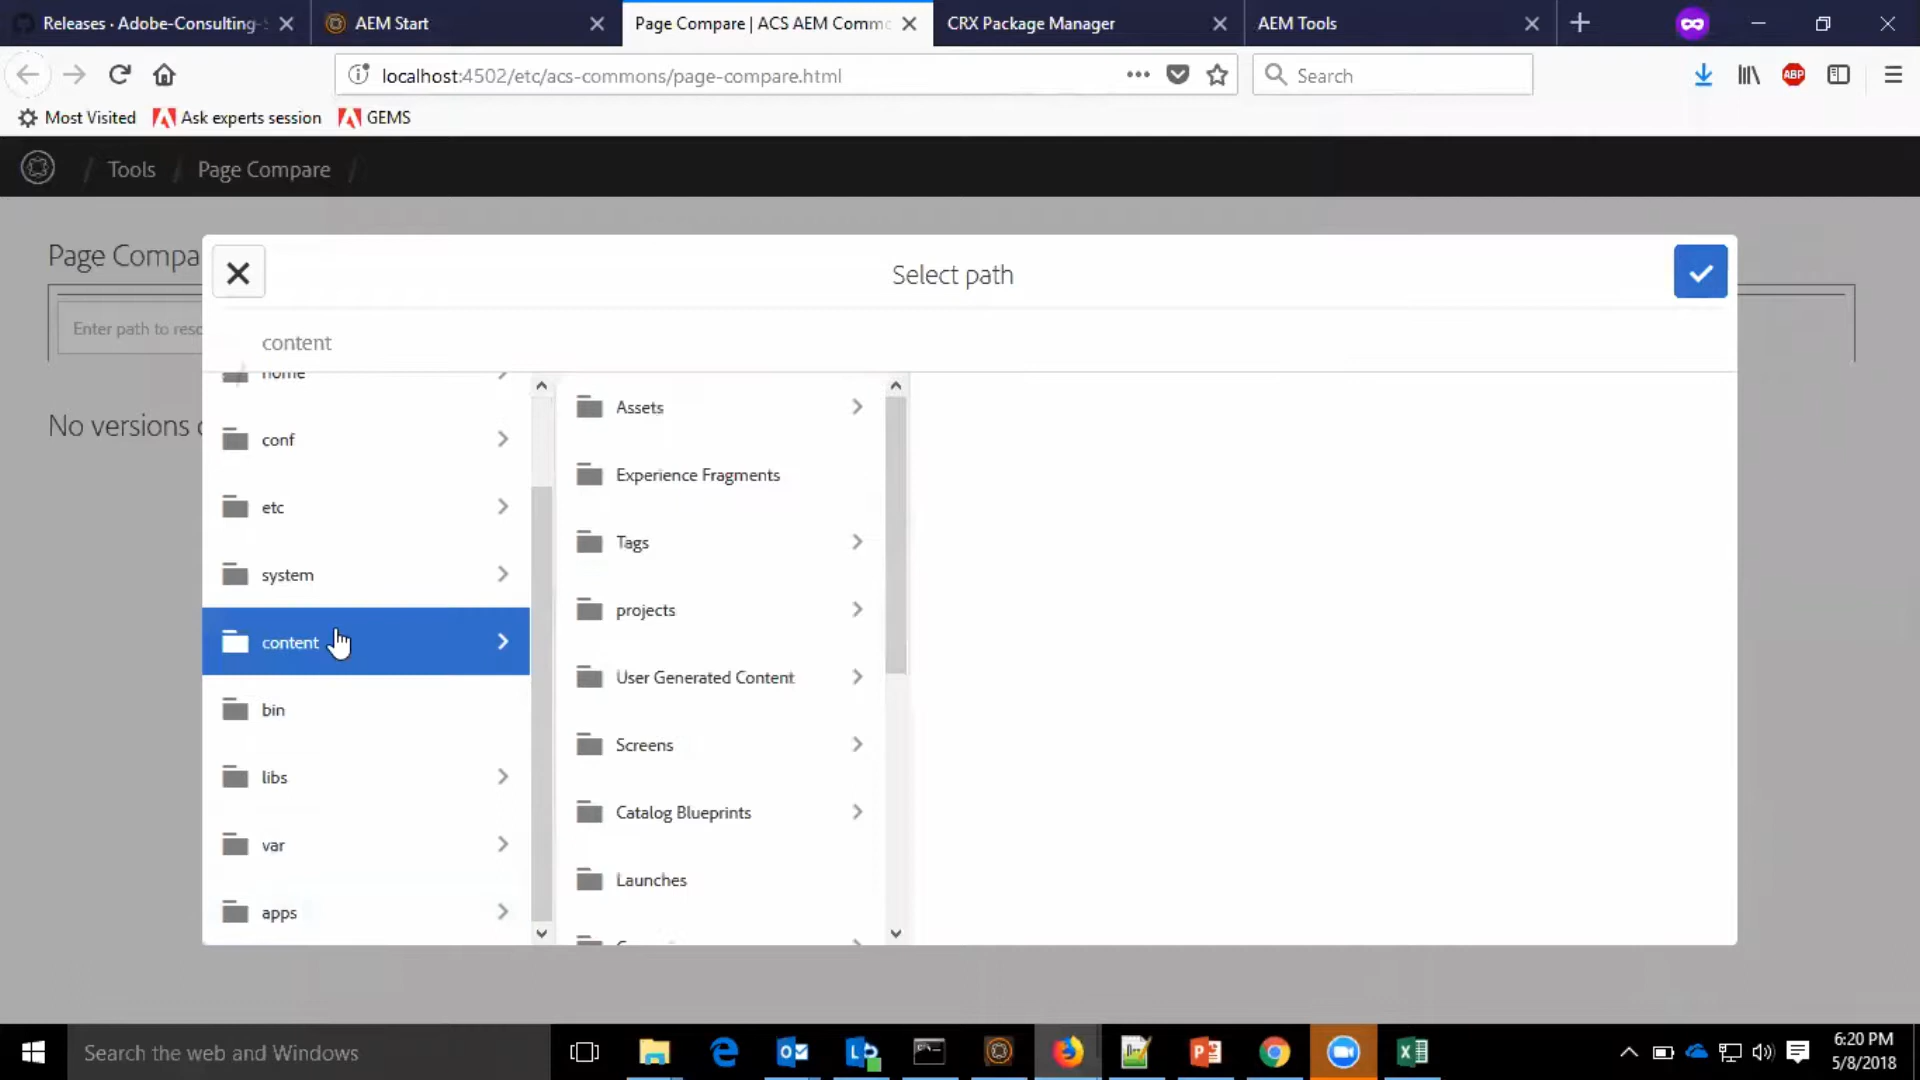 Releases · Adobe-Consulting-S
AEM Start
Page Compare | ACS AEM Commo
CRX Package Manager
AEM Tools
localhost:4502/etc/acs-commons/page-compare.html
Search
ABP
Most Visited
Ask experts session
GEMS
/ Tools / Page Compare /
Page Compa
Select path
Enter path to reso
content
No versions
home
conf
etc
system
content
bin
libs
var
apps
Assets
Experience Fragments
Tags
projects
User Generated Content
Screens
Catalog Blueprints
Launches
Search the web and Windows
6:20 PM
5/8/2018